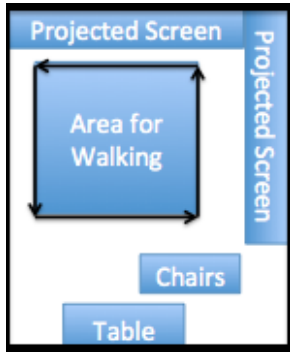 Projected Screen
Projected Screen
Area for
Walking
Chairs
Table